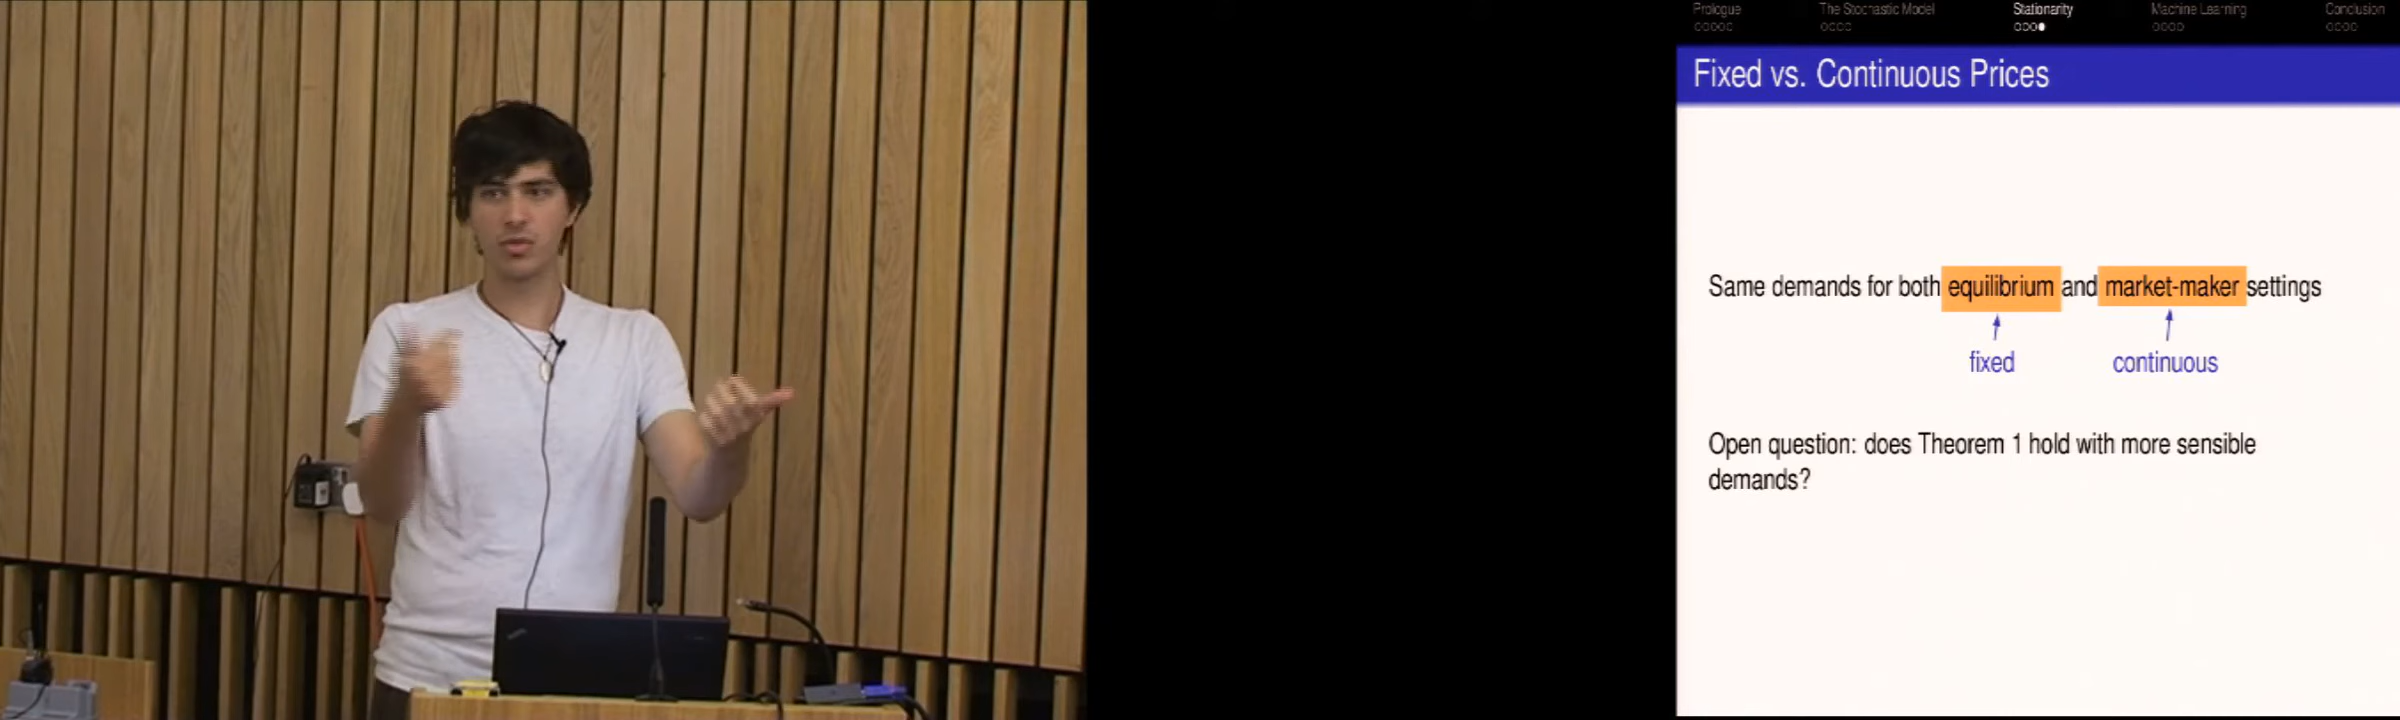 Prologue The Stochastic Model Stationarity Machine Learning Conclusion
Fixed vs. Continuous Prices
Same demands for both equilibrium and market-maker settings
fixed continuous
Open question: does Theorem 1 hold with more sensible
demands?